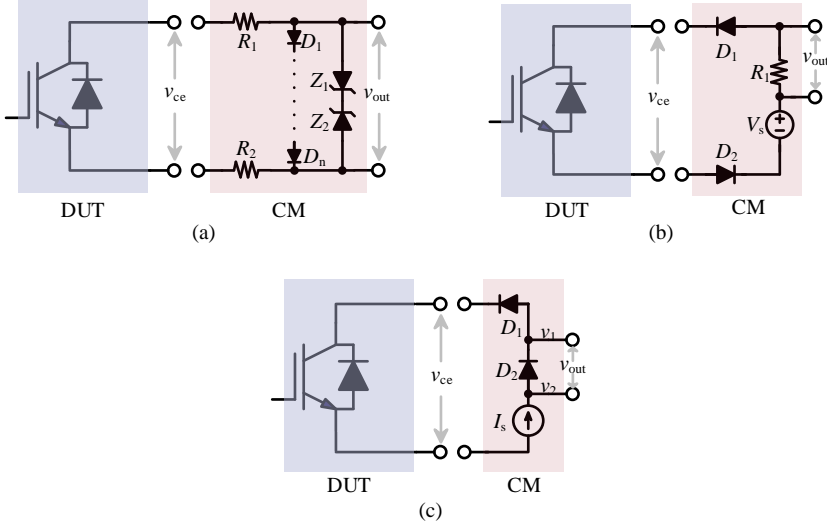 R1
D1
Z1
vce
vout
Z2
R2
Dn
DUT
CM
(a)
D1
R1
vout
vce
Vs
D2
DUT
CM
(b)
D1
v1
vce
D2
vout
v2
Is
DUT
CM
(c)